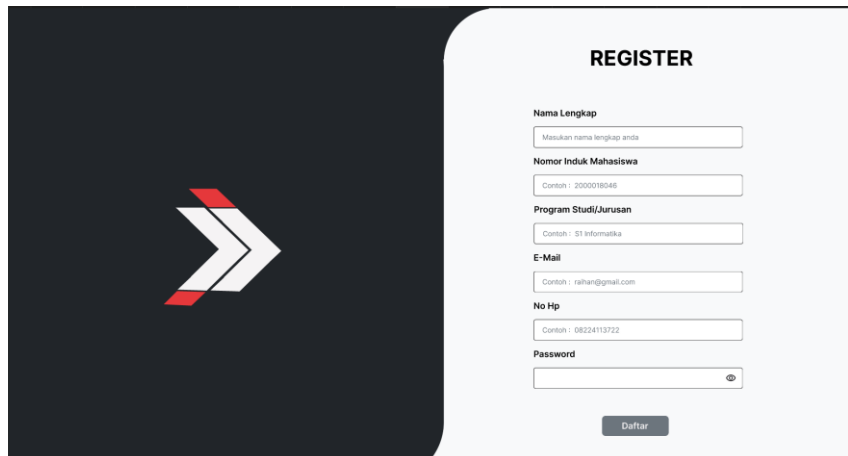 REGISTER
Nama Lengkap
Masukan nama lengkap anda
Nomor Induk Mahasiswa
Contoh : 2000018046
Program Studi/Jurusan
Contoh : S1 Informatika
E-Mail
Contoh : raihan@gmail.com
No Hp
Contoh : 08224113722
Password
Daftar